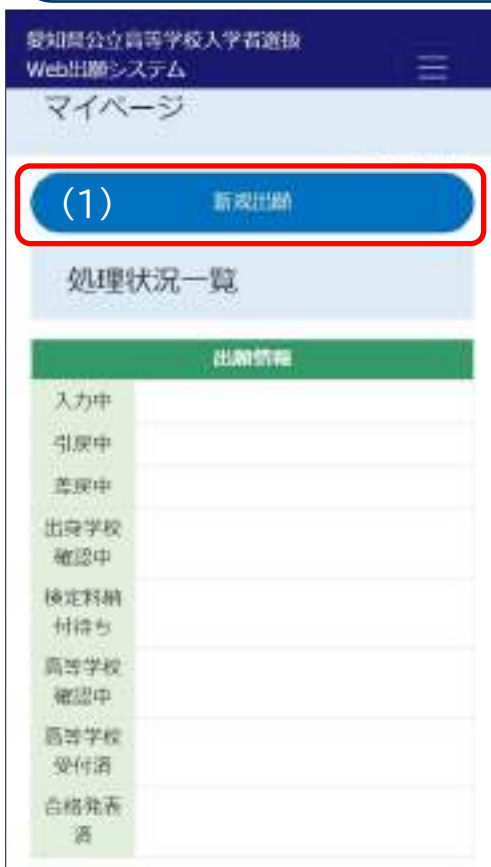 愛知県公立高等学校入学者選抜
Web出願システム
マイページ
(1) 新規出願
処理状況一覧
出願情報
入力中
引戻中
差戻中
出身学校
確認中
検定料納
付待ち
高等学校
確認中
高等学校
受付済
合格発表
済